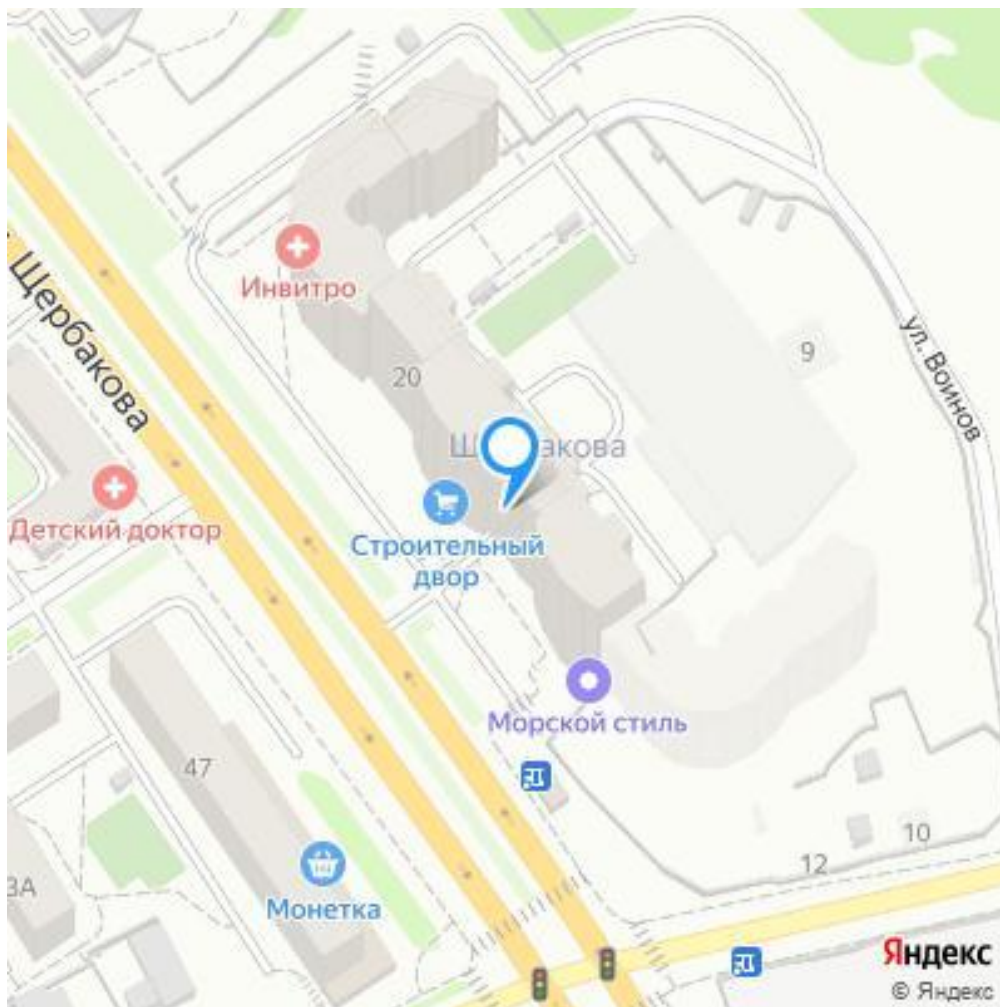 Инвитро
Щербакова
ул. Воинов
9
20
Детский доктор
Строительный
двор
Морской стиль
47
10
12
3А
Монетка
Яндекс
© Яндекс